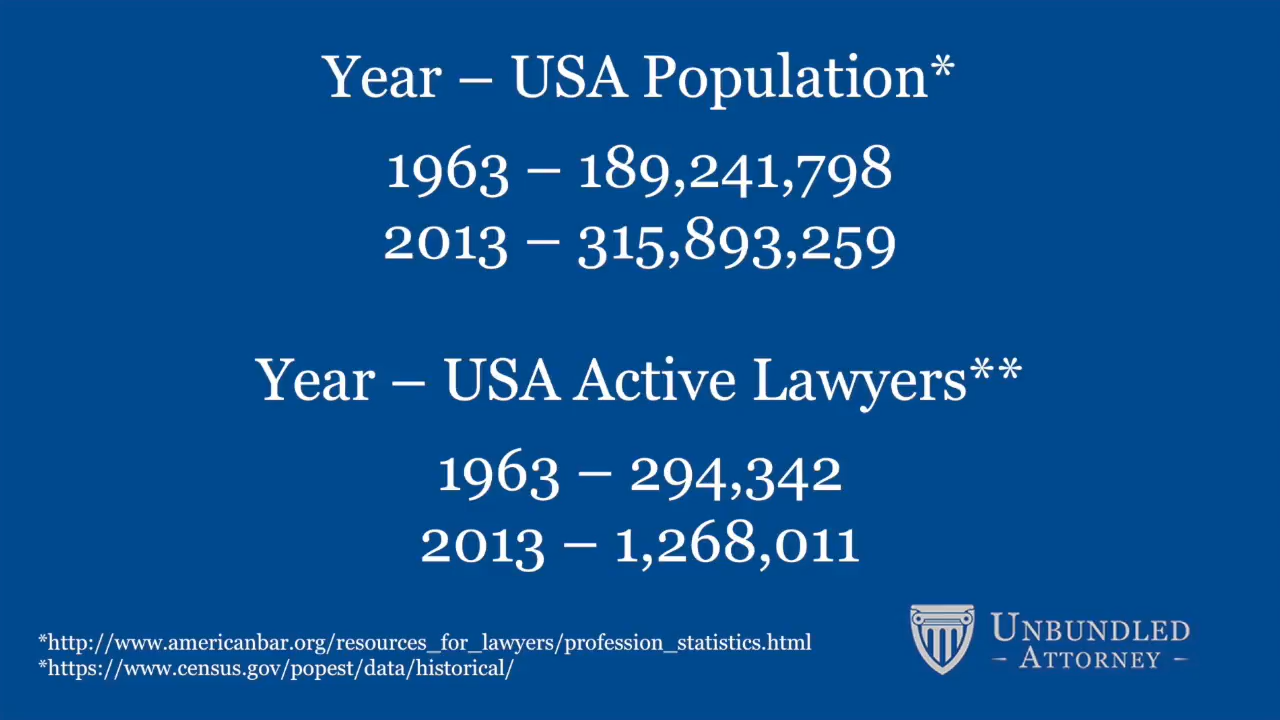 Year – USA Population*
1963 – 189,241,798
2013 – 315,893,259
Year – USA Active Lawyers**
1963 – 294,342
2013 – 1,268,011
*http://www.americanbar.org/resources_for_lawyers/profession_statistics.html
*https://www.census.gov/popest/data/historical/
UNBUNDLED
– ATTORNEY –